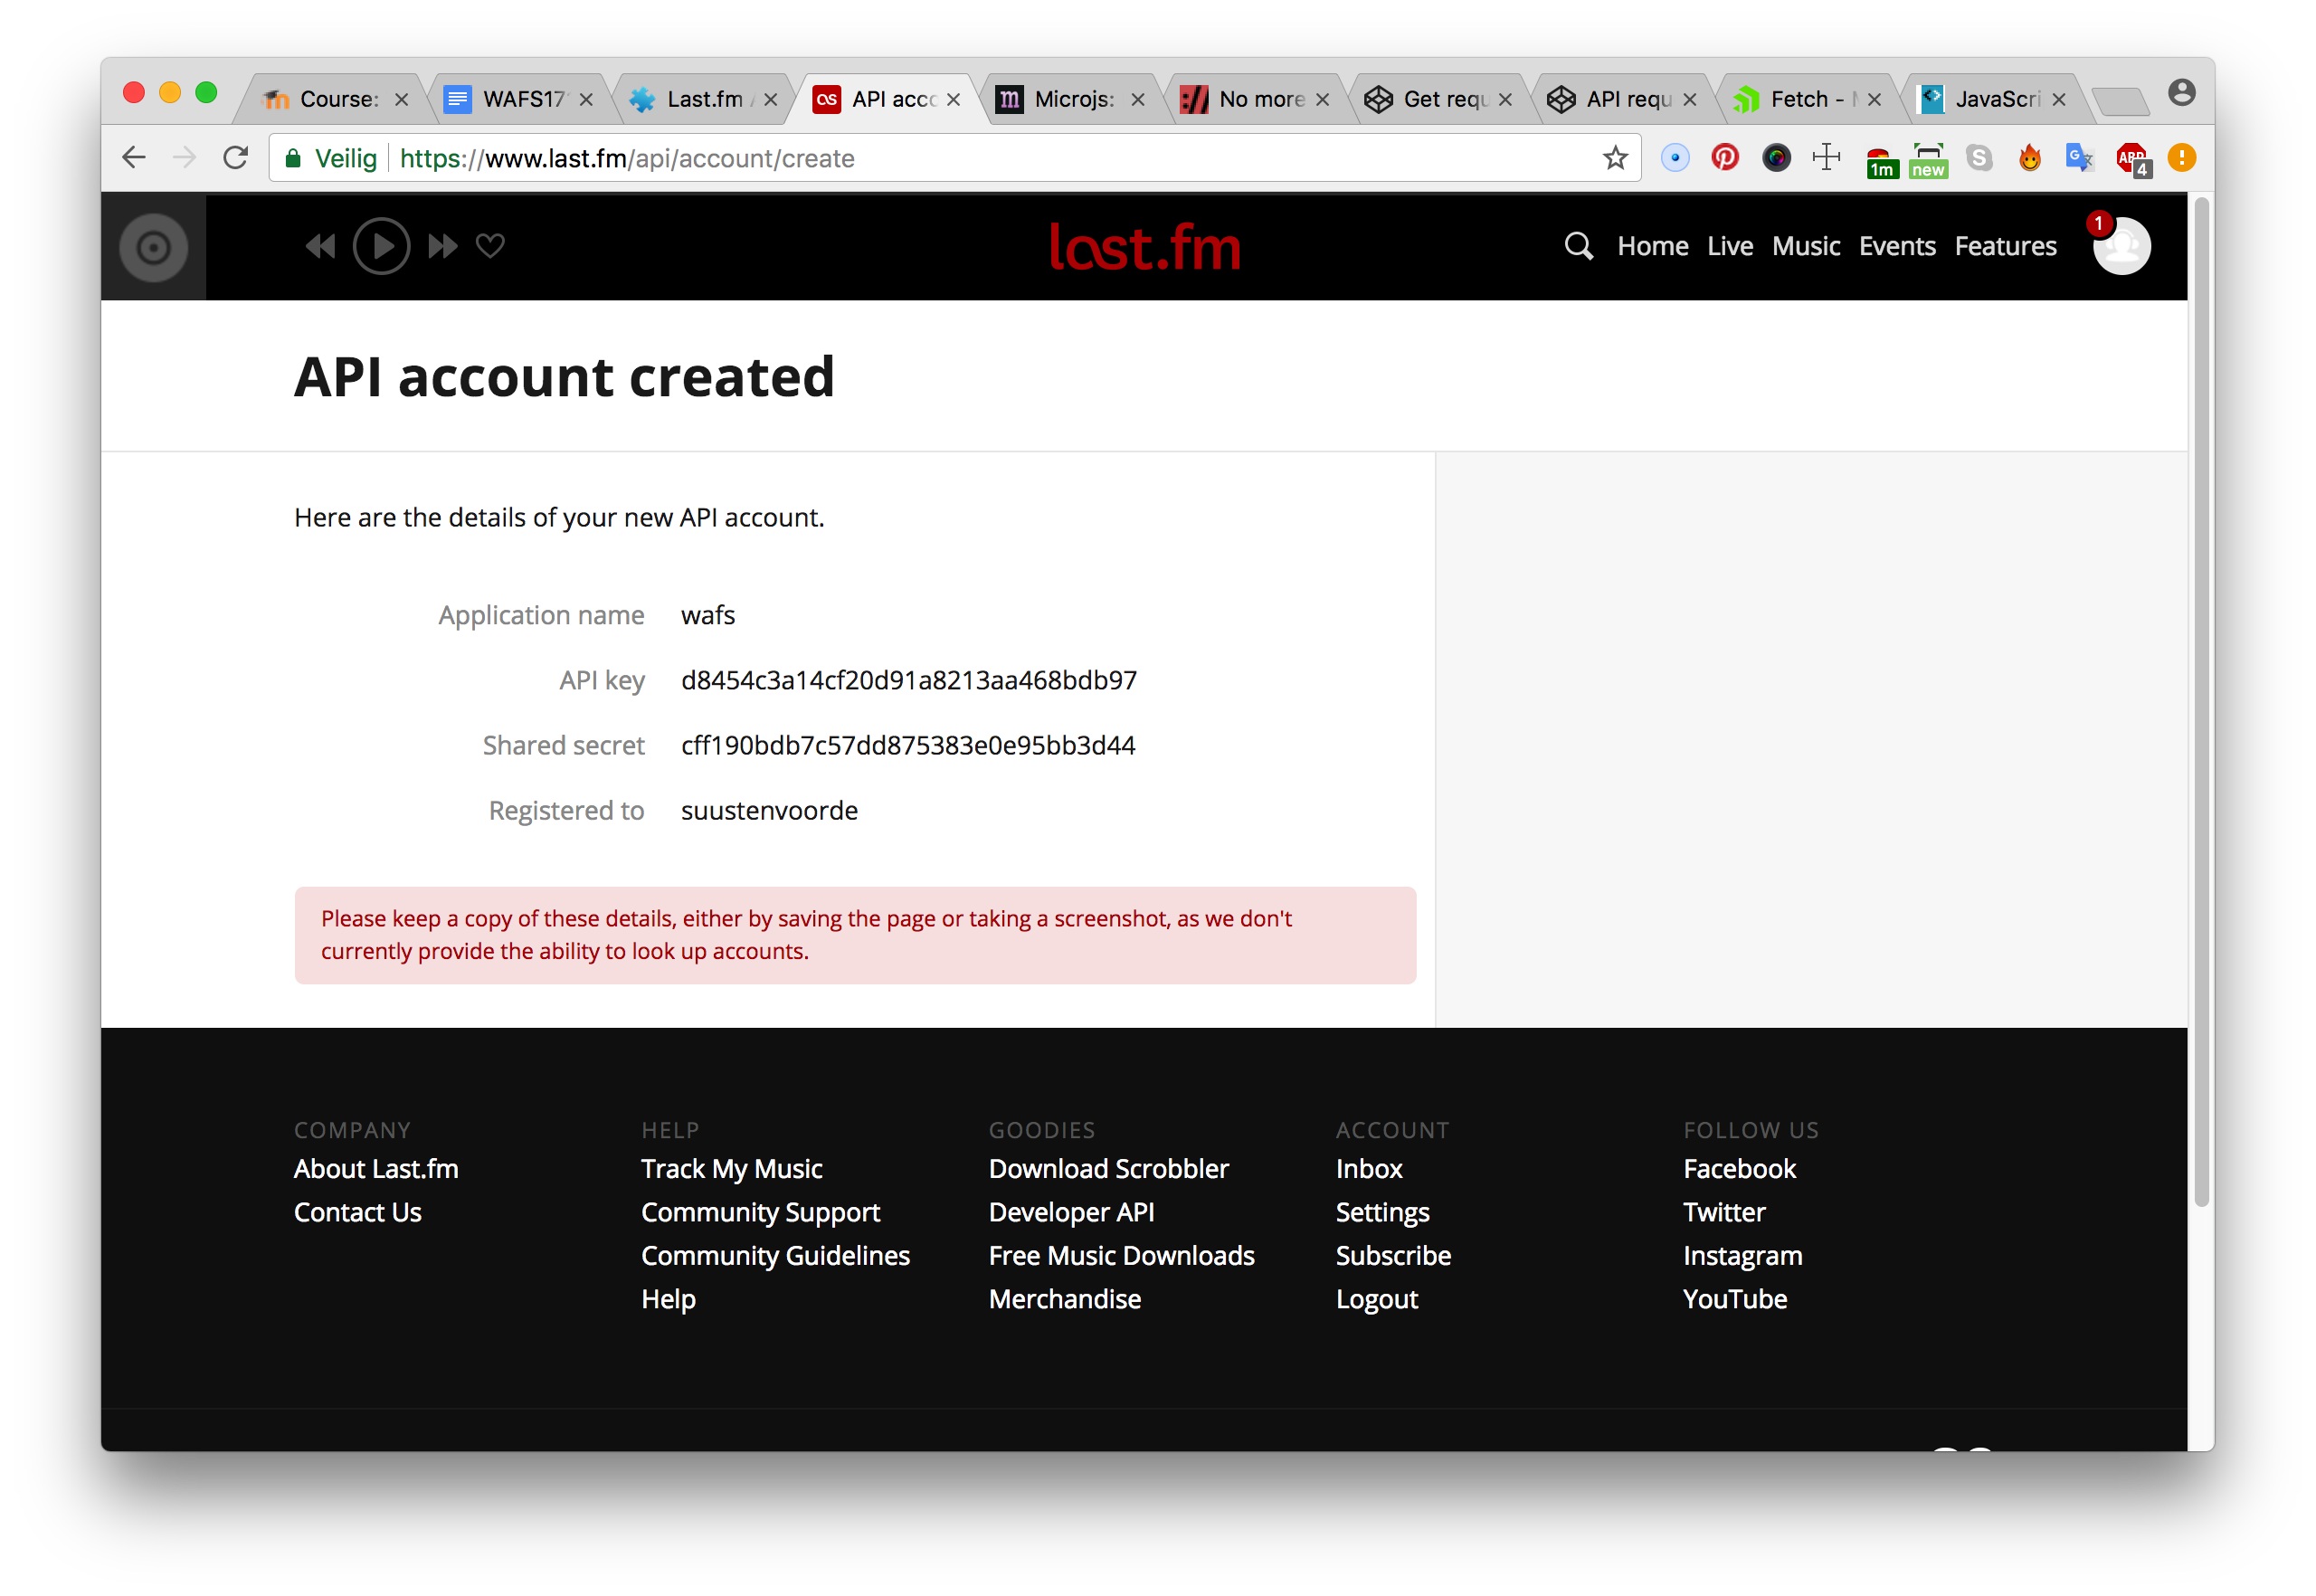 Course:
WAFS17
Last.fm
API acco
Microjs:
No more
Get requ
API requ
Fetch -
JavaScri
Veilig
https://www.last.fm/api/account/create
1m
new
ABP
4
last.fm
Home
Live
Music
Events
Features
1
API account created
Here are the details of your new API account.
Application name wafs
API key d8454c3a14cf20d91a8213aa468bdb97
Shared secret cff190bdb7c57dd875383e0e95bb3d44
Registered to suustenvoorde
Please keep a copy of these details, either by saving the page or taking a screenshot, as we don't
currently provide the ability to look up accounts.
COMPANY
About Last.fm
Contact Us
HELP
Track My Music
Community Support
Community Guidelines
Help
GOODIES
Download Scrobbler
Developer API
Free Music Downloads
Merchandise
ACCOUNT
Inbox
Settings
Subscribe
Logout
FOLLOW US
Facebook
Twitter
Instagram
YouTube